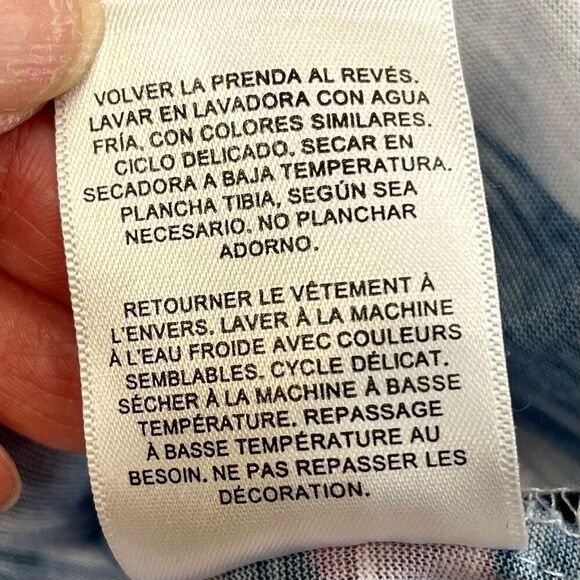 VOLVER LA PRENDA AL REVÉS.
LAVAR EN LAVADORA CON AGUA
FRÍA, CON COLORES SIMILARES.
CICLO DELICADO. SECAR EN
SECADORA A BAJA TEMPERATURA.
PLANCHA TIBIA, SEGÚN SEA
NECESARIO. NO PLANCHAR
ADORNO.
RETOURNER LE VÊTEMENT À
L'ENVERS. LAVER À LA MACHINE
À L'EAU FROIDE AVEC COULEURS
SEMBLABLES. CYCLE DÉLICAT.
SÉCHER À LA MACHINE À BASSE
TEMPÉRATURE. REPASSAGE
À BASSE TEMPÉRATURE AU
BESOIN. NE PAS REPASSER LES
DÉCORATION.